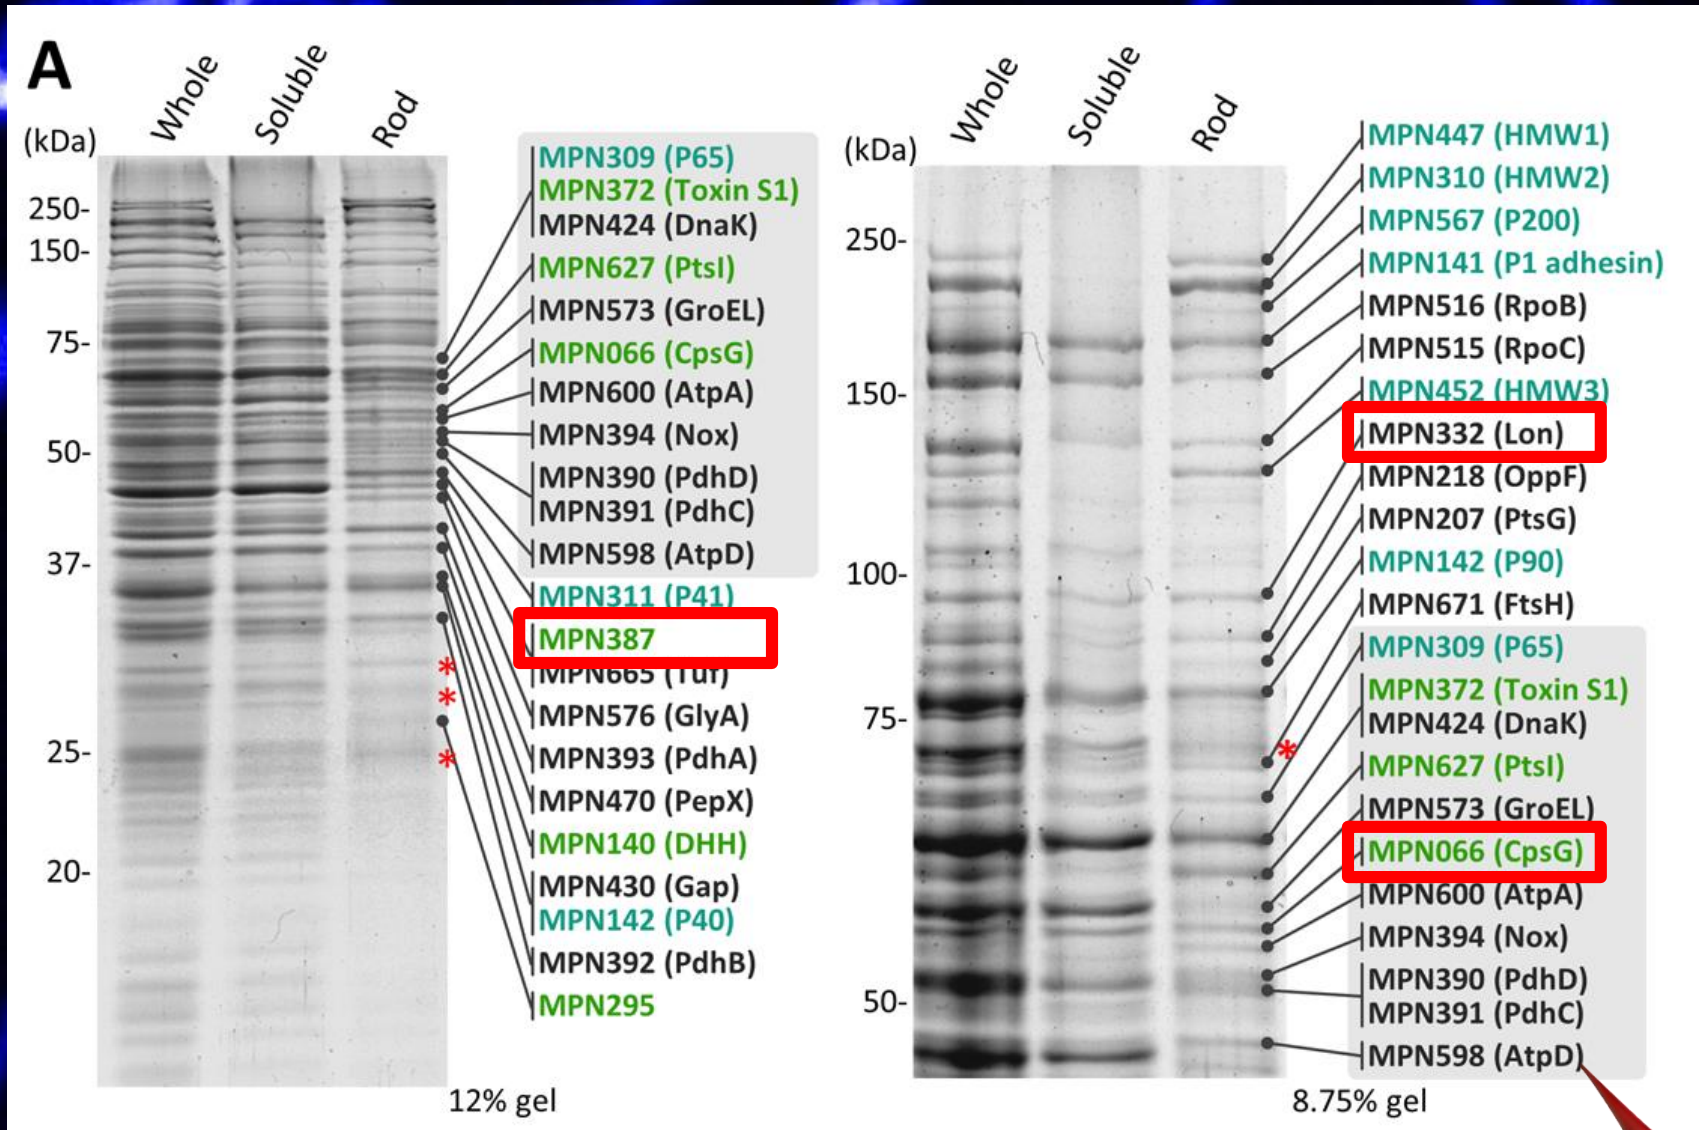 A
Whole
Soluble
Rod
(kDa)
250-
150-
75-
50-
37-
25-
20-
MPN309 (P65)
MPN372 (Toxin S1)
MPN424 (DnaK)
MPN627 (PtsI)
MPN573 (GroEL)
MPN066 (CpsG)
MPN600 (AtpA)
MPN394 (Nox)
MPN390 (PdhD)
MPN391 (PdhC)
MPN598 (AtpD)
MPN311 (P41)
MPN387
MPN665 (Tuf)
MPN576 (GlyA)
MPN393 (PdhA)
MPN470 (PepX)
MPN140 (DHH)
MPN430 (Gap)
MPN142 (P40)
MPN392 (PdhB)
MPN295
*
*
*
12% gel
Whole
Soluble
Rod
(kDa)
250-
150-
100-
75-
50-
MPN447 (HMW1)
MPN310 (HMW2)
MPN567 (P200)
MPN141 (P1 adhesin)
MPN516 (RpoB)
MPN515 (RpoC)
MPN452 (HMW3)
MPN332 (Lon)
MPN218 (OppF)
MPN207 (PtsG)
MPN142 (P90)
MPN671 (FtsH)
MPN309 (P65)
MPN372 (Toxin S1)
MPN424 (DnaK)
MPN627 (PtsI)
MPN573 (GroEL)
MPN066 (CpsG)
MPN600 (AtpA)
MPN394 (Nox)
MPN390 (PdhD)
MPN391 (PdhC)
MPN598 (AtpD)
*
8.75% gel